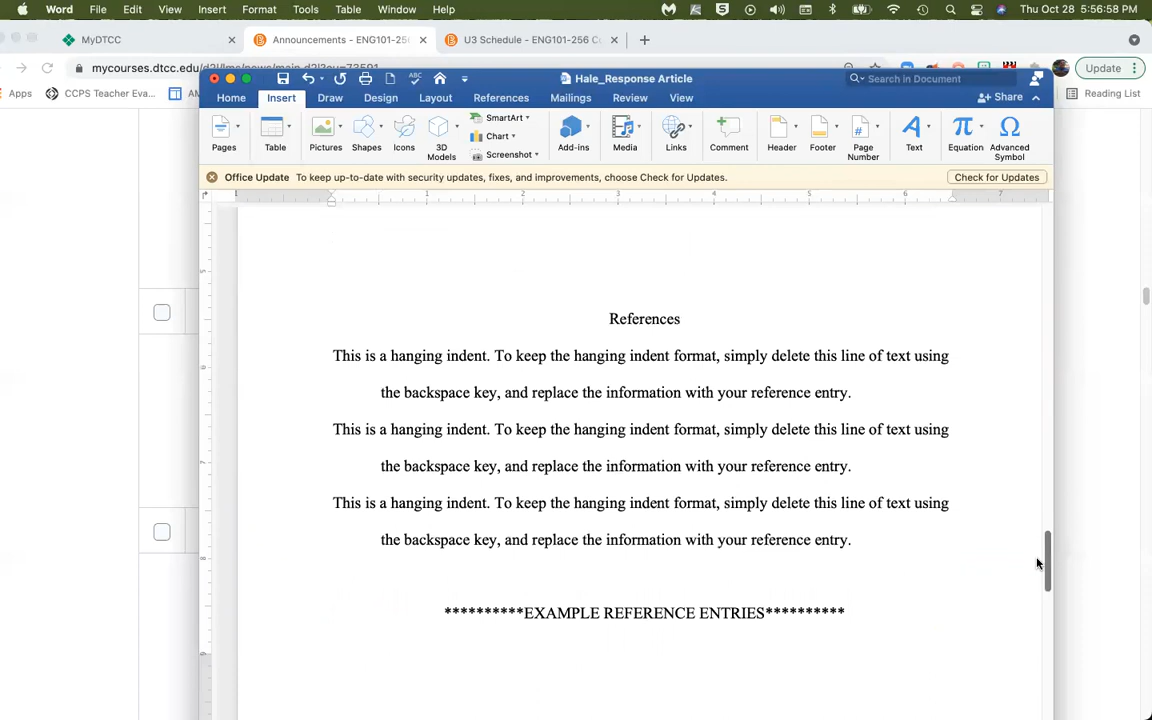 Word File Edit View Insert Format Tools Table Window Help Thu Oct 28 5:56:58 PM
MyDTCC Announcements - ENG101-256 U3 Schedule - ENG101-256 Co
mycourses.dtcc.edu Update
Hale_Response Article Search in Document
Apps CCPS Teacher Eva... Reading List
Home Insert Draw Design Layout References Mailings Review View Share
SmartArt
Chart
Screenshot
Pages Table Pictures Shapes Icons 3D Models Add-ins Media Links Comment Header Footer Page Number Text Equation Advanced Symbol
Office Update To keep up-to-date with security updates, fixes, and improvements, choose Check for Updates. Check for Updates
1 1 2 3 4 5 6 7
References
This is a hanging indent. To keep the hanging indent format, simply delete this line of text using
the backspace key, and replace the information with your reference entry.
This is a hanging indent. To keep the hanging indent format, simply delete this line of text using
the backspace key, and replace the information with your reference entry.
This is a hanging indent. To keep the hanging indent format, simply delete this line of text using
the backspace key, and replace the information with your reference entry.
**********EXAMPLE REFERENCE ENTRIES**********